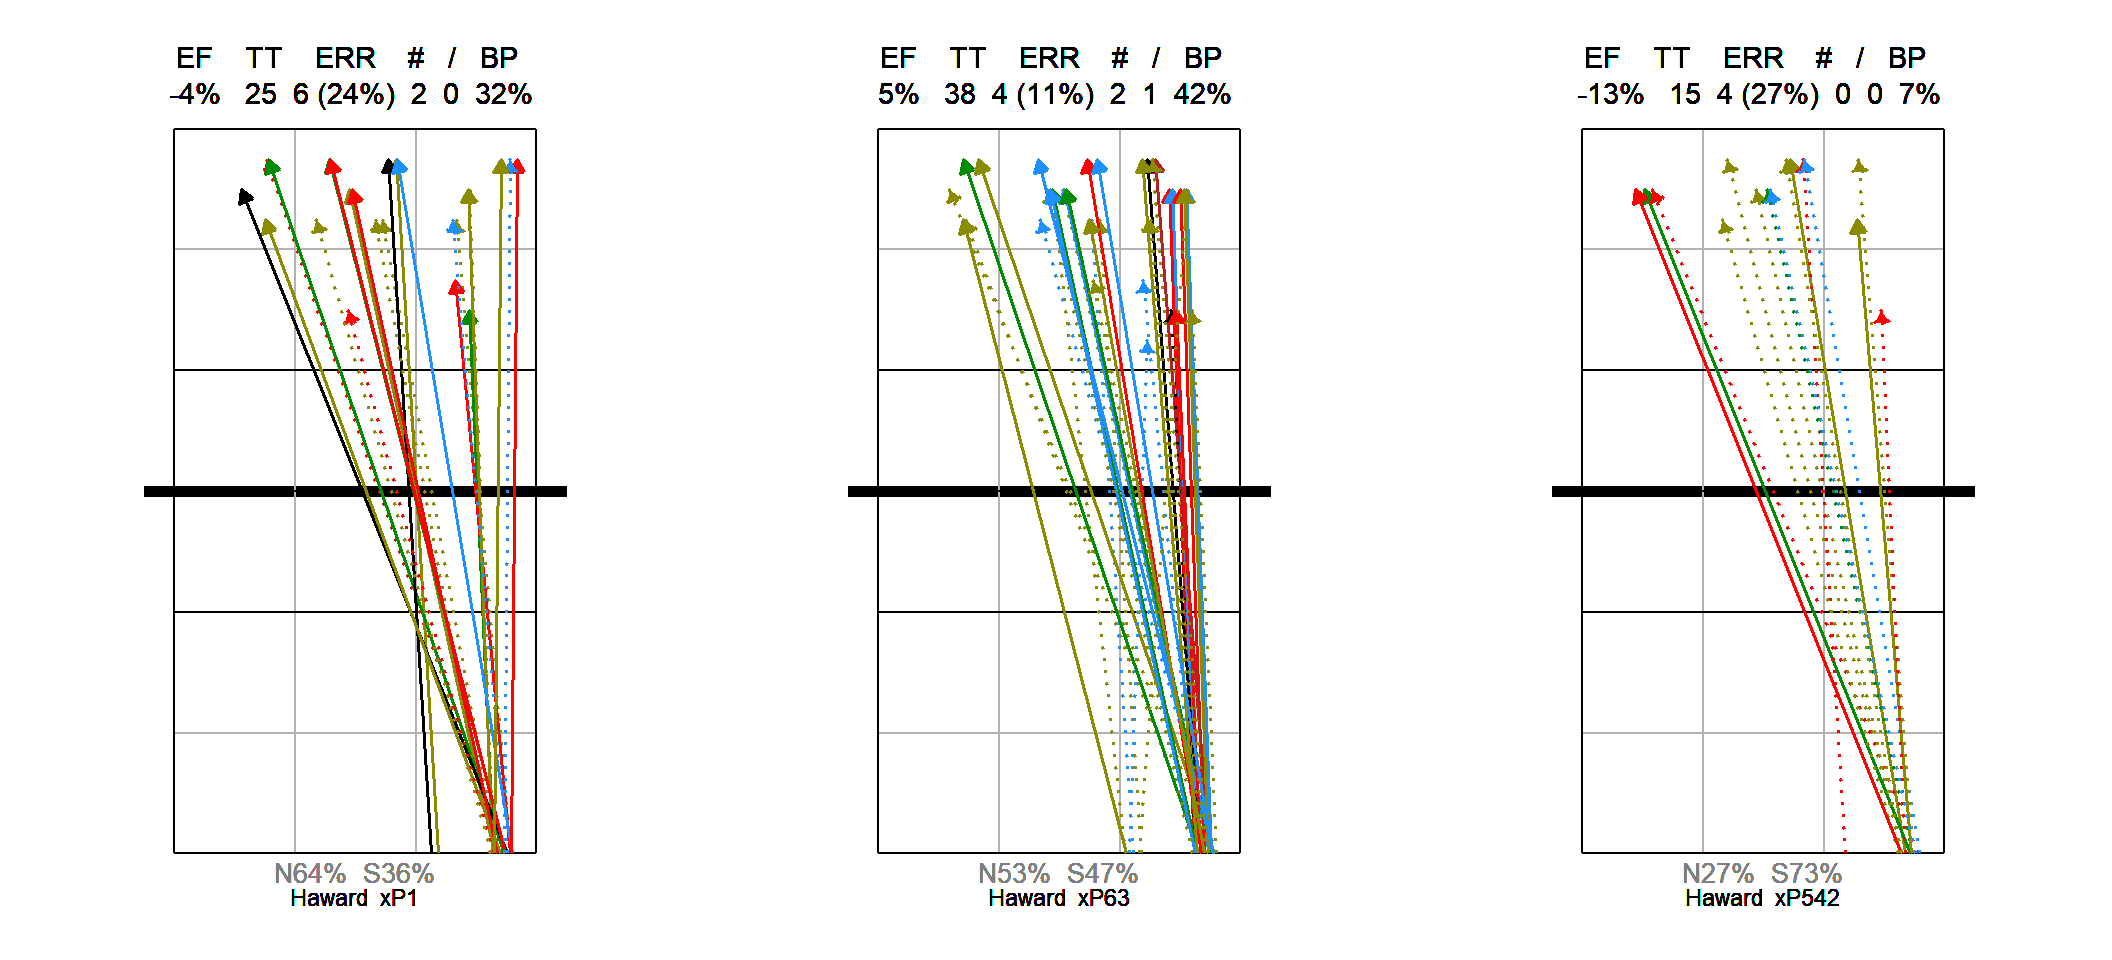 EF TT ERR # / BP
-4% 25 6 (24%) 2 0 32%
N64% S36%
Haward xP1
EF TT ERR # / BP
5% 38 4 (11%) 2 1 42%
N53% S47%
Haward xP63
EF TT ERR # / BP
-13% 15 4 (27%) 0 0 7%
N27% S73%
Haward xP542